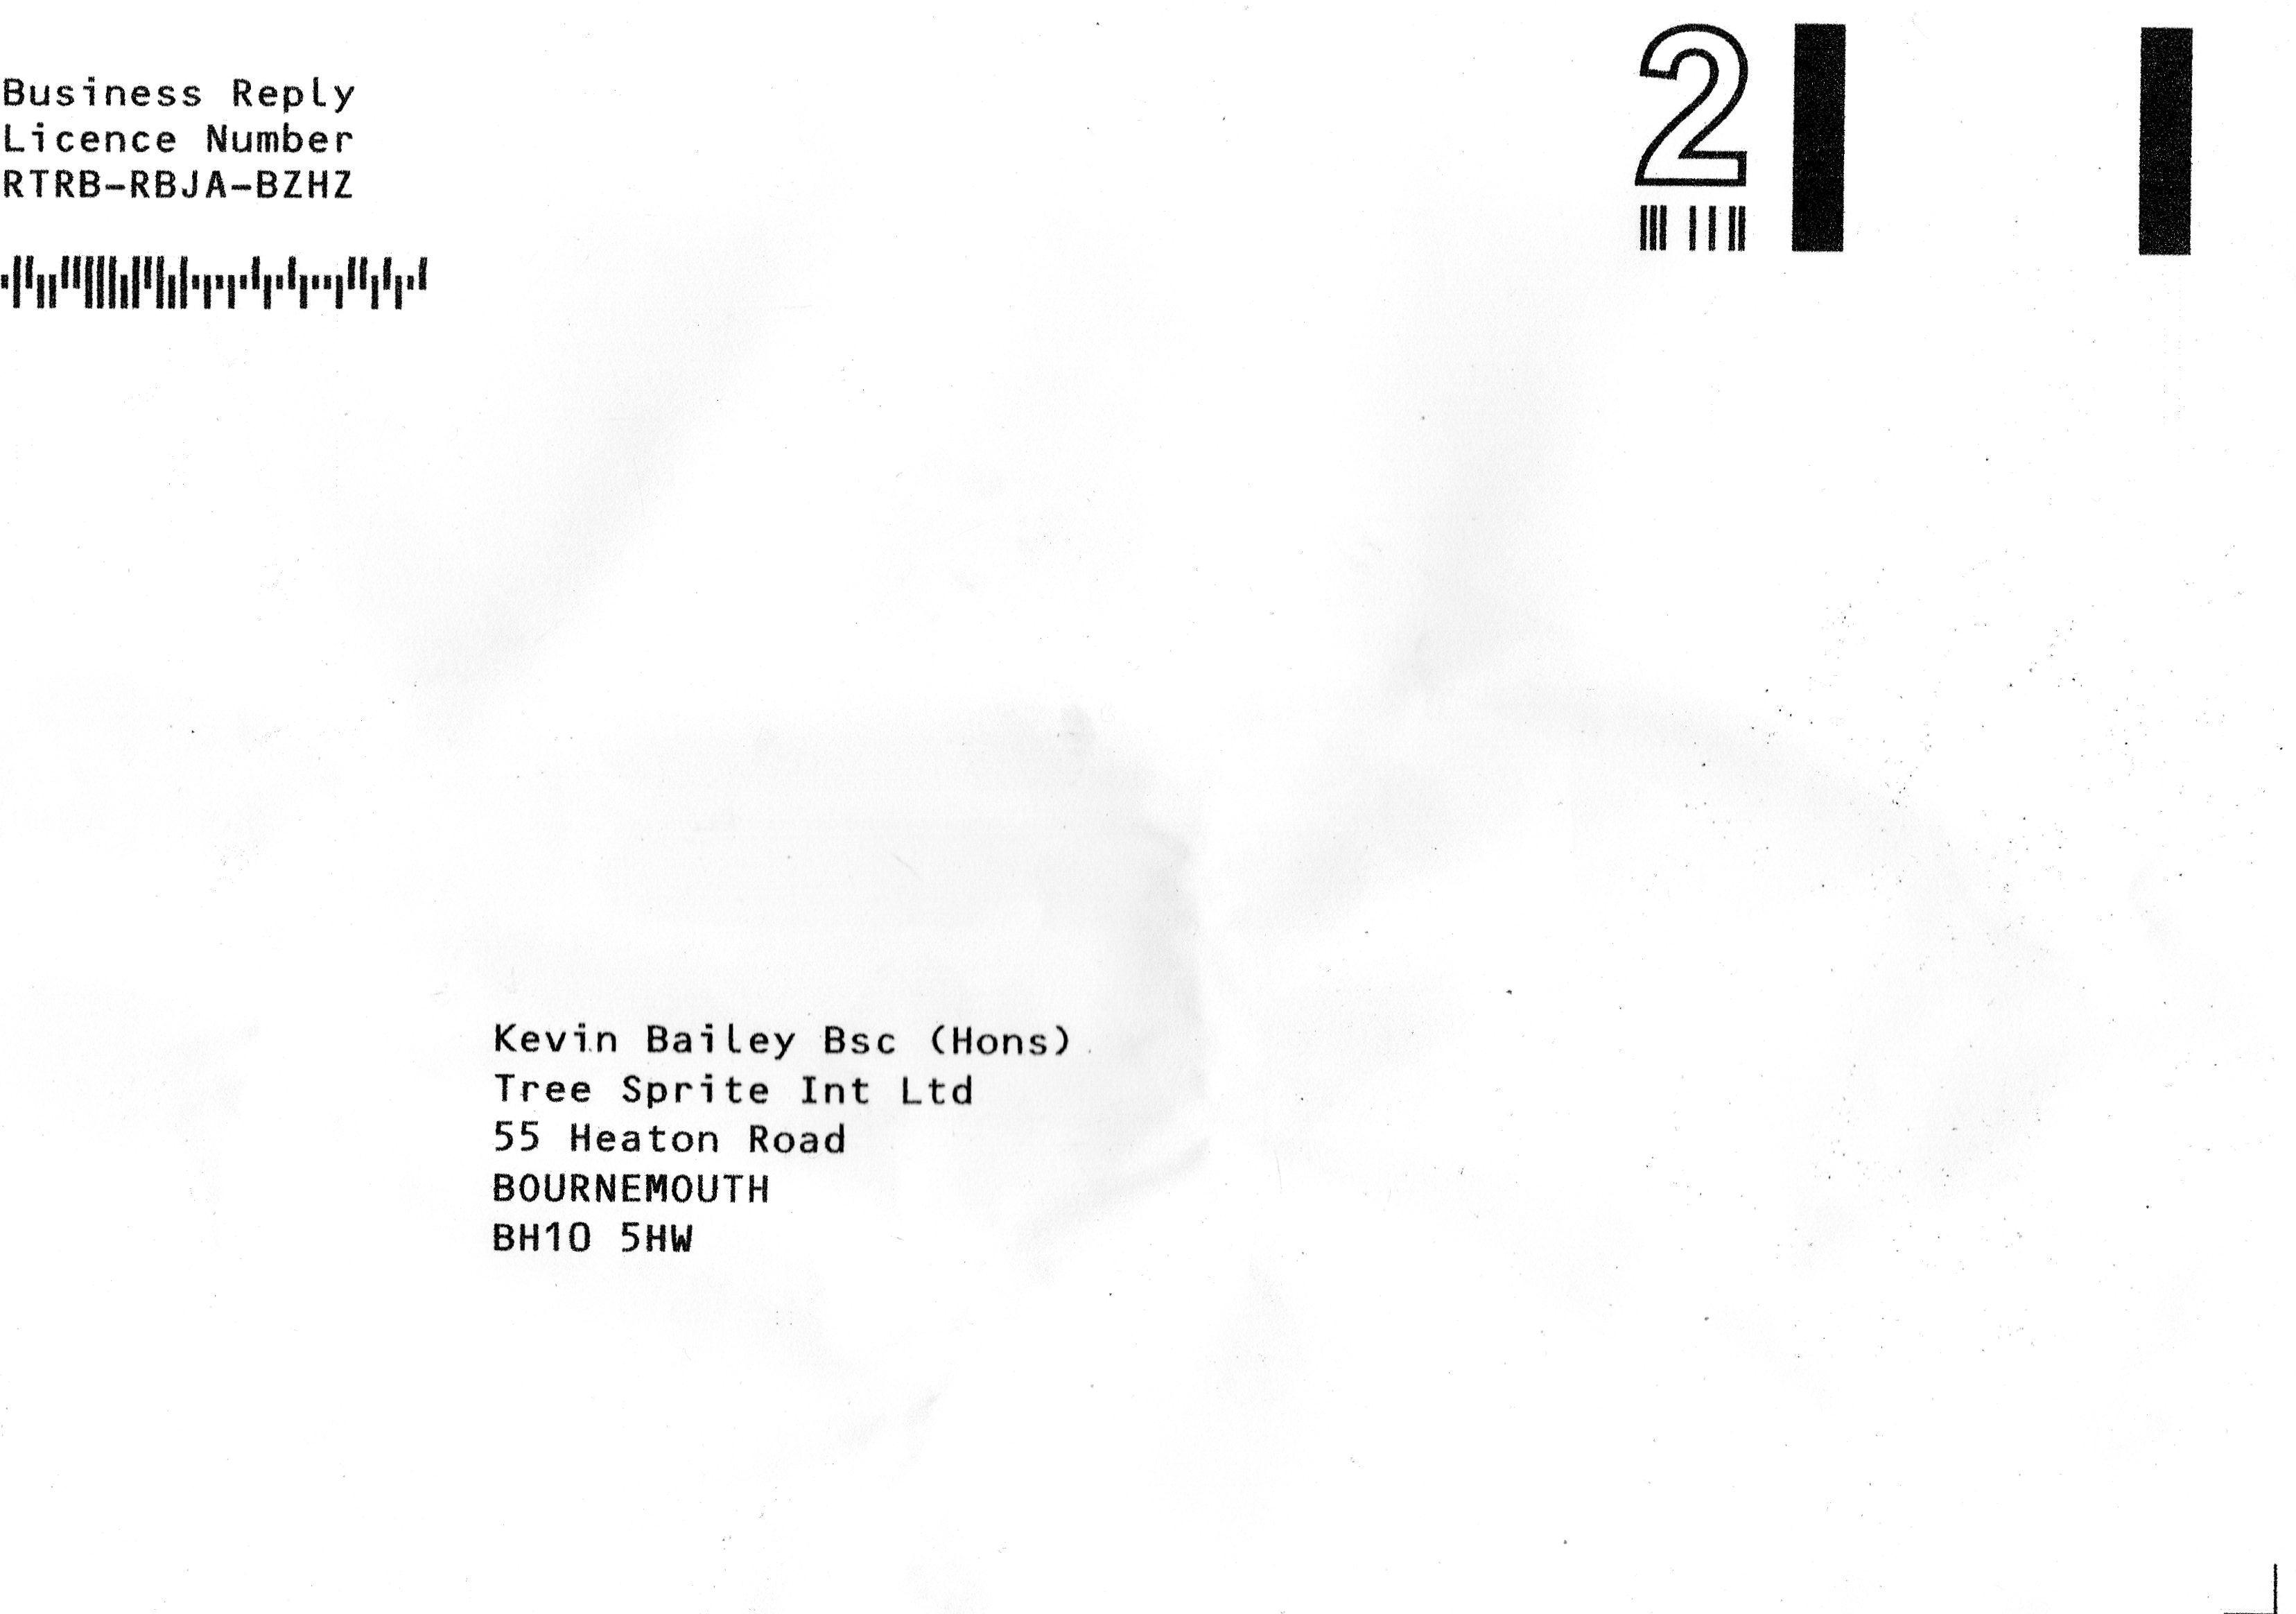 Business Reply
Licence Number
RTRB-RBJA-BZHZ
2
Kevin Bailey Bsc (Hons)
Tree Sprite Int Ltd
55 Heaton Road
BOURNEMOUTH
BH10 5HW